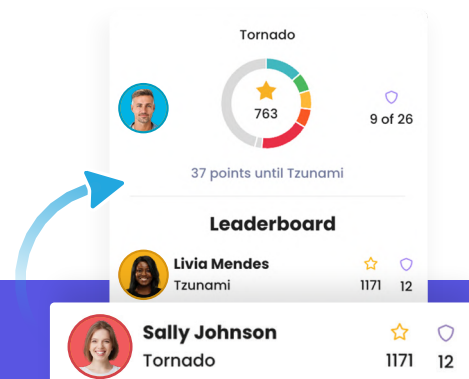 Tornado
763
9 of 26
37 points until Tzunami
Leaderboard
Livia Mendes
Tzunami
1171 12
Sally Johnson
Tornado
1171 12